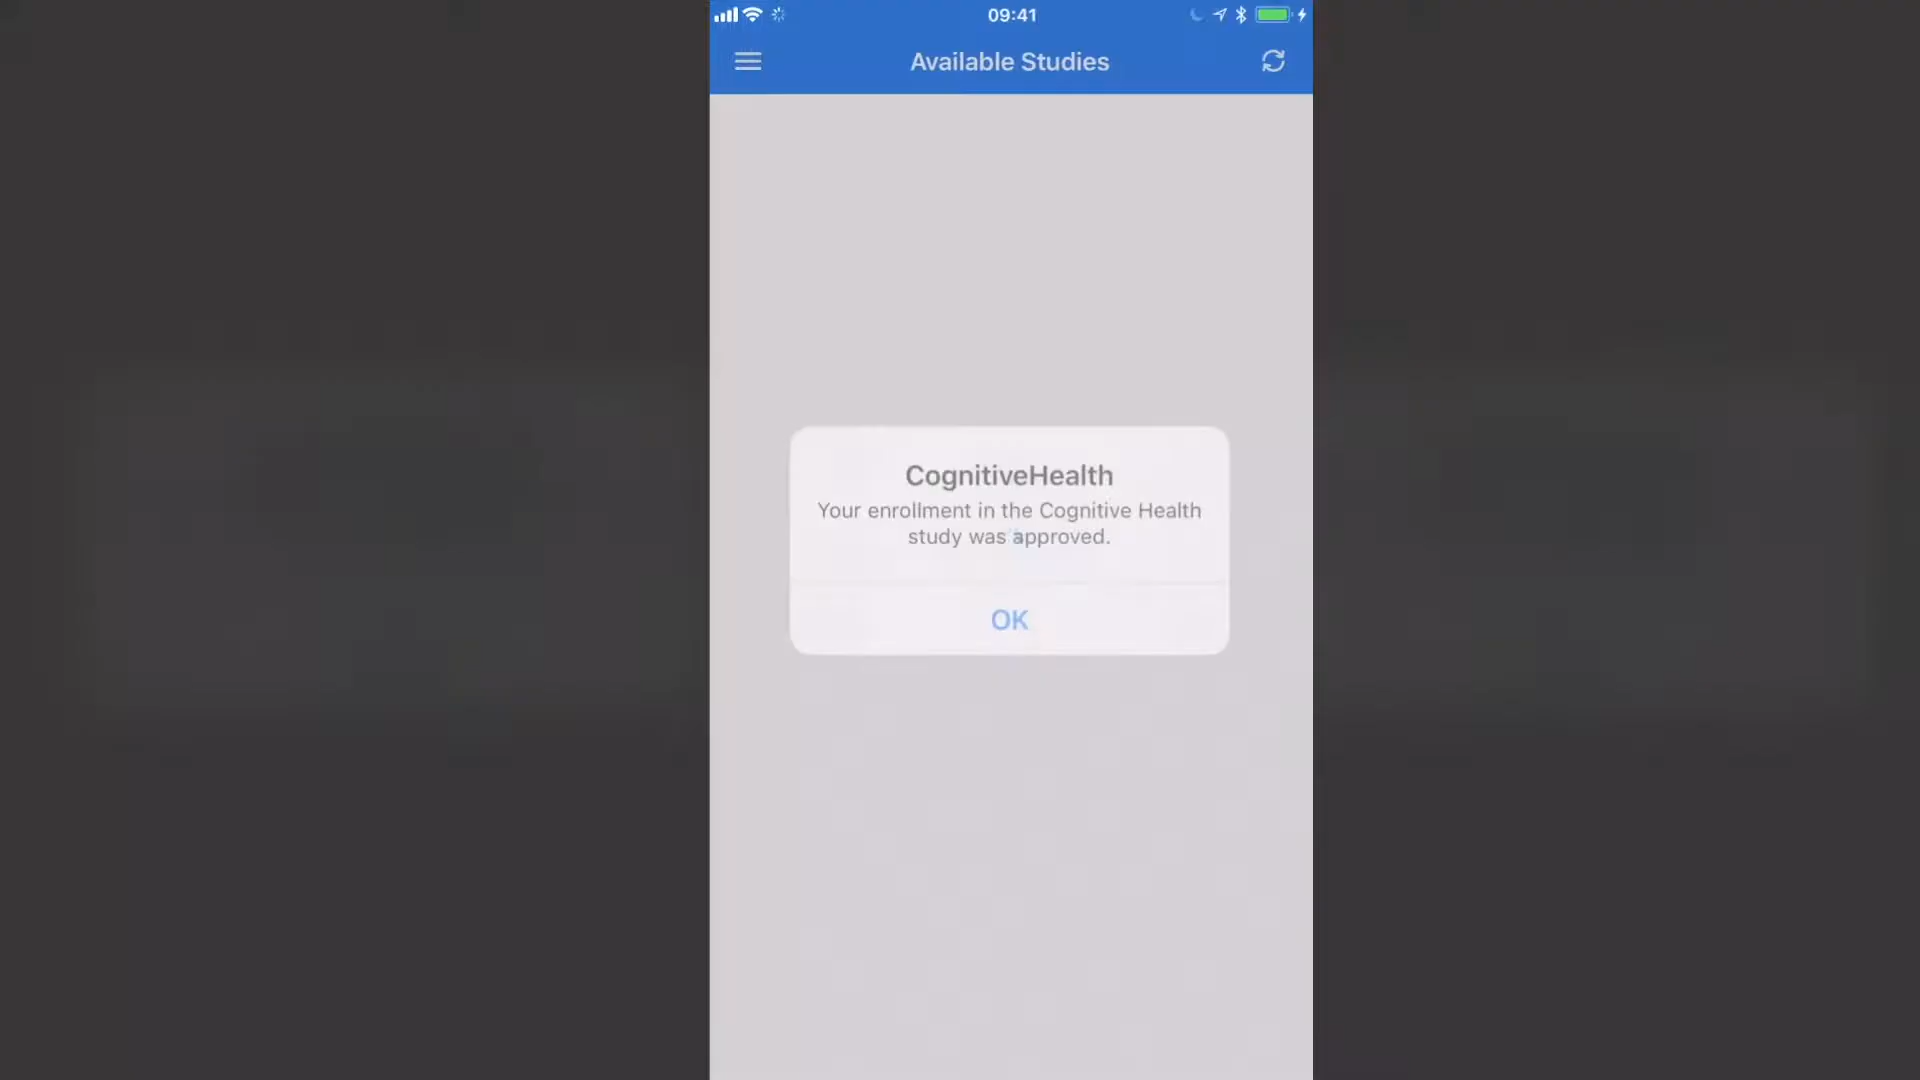 09:41
Available Studies
CognitiveHealth
Your enrollment in the Cognitive Health
study was approved.
OK